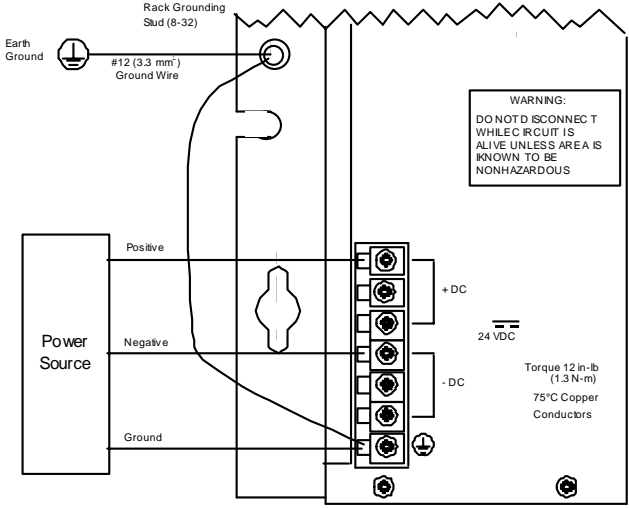 Rack Grounding
Stud (8-32)
Earth
Ground
#12 (3.3 mm²)
Ground Wire
WARNING:
DO NOT D ISCONNEC T
WHILE C IRCUIT IS
ALIVE UNLESS AREA IS
IKNOWN TO BE
NONHAZARDOUS
Positive
+ DC
Power
Source
24 VDC
Negative
Torque 12 in-lb
(1.3 N-m)
- DC
75°C Copper
Conductors
Ground